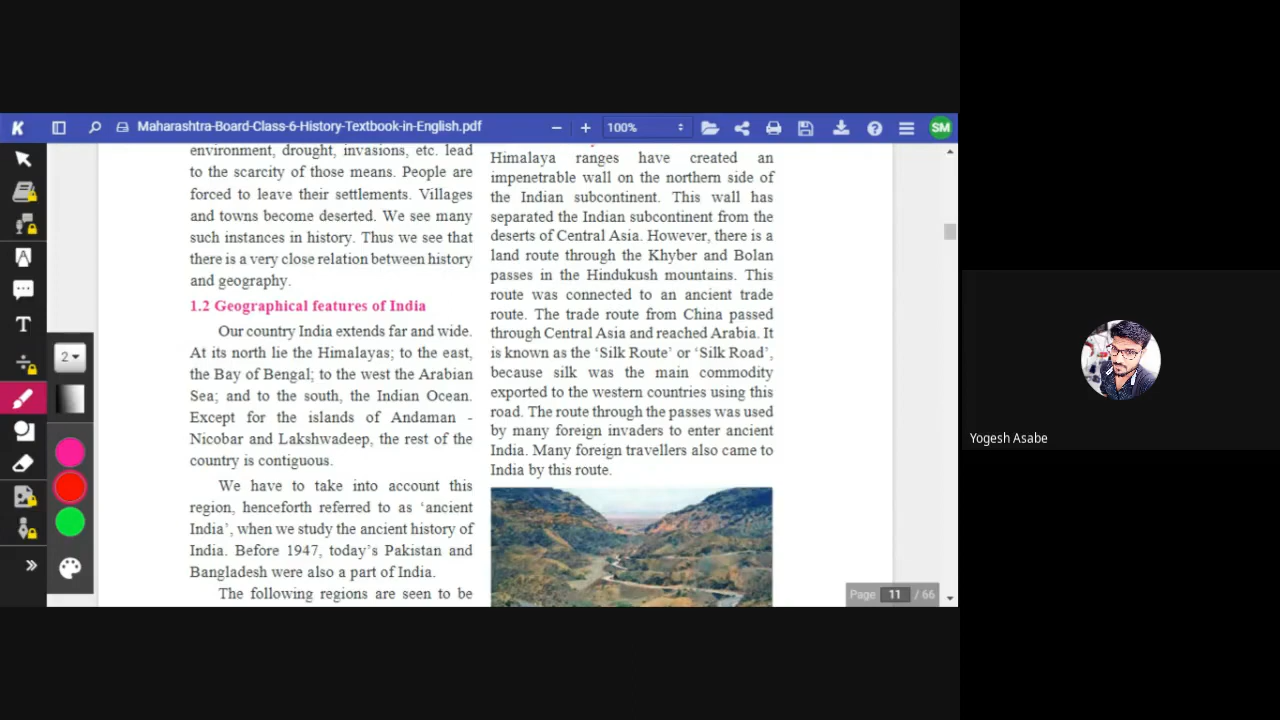 K
Maharashtra-Board-Class-6-History-Textbook-in-English.pdf
100%
SM
T
2
environment, drought, invasions, etc. lead
to the scarcity of those means. People are
forced to leave their settlements. Villages
and towns become deserted. We see many
such instances in history. Thus we see that
there is a very close relation between history
and geography.
1.2 Geographical features of India
Our country India extends far and wide.
At its north lie the Himalayas; to the east,
the Bay of Bengal; to the west the Arabian
Sea; and to the south, the Indian Ocean.
Except for the islands of Andaman -
Nicobar and Lakshwadeep, the rest of the
country is contiguous.
We have to take into account this
region, henceforth referred to as ‘ancient
India’, when we study the ancient history of
India. Before 1947, today’s Pakistan and
Bangladesh were also a part of India.
The following regions are seen to be
Himalaya ranges have created an
impenetrable wall on the northern side of
the Indian subcontinent. This wall has
separated the Indian subcontinent from the
deserts of Central Asia. However, there is a
land route through the Khyber and Bolan
passes in the Hindukush mountains. This
route was connected to an ancient trade
route. The trade route from China passed
through Central Asia and reached Arabia. It
is known as the ‘Silk Route’ or ‘Silk Road’,
because silk was the main commodity
exported to the western countries using this
road. The route through the passes was used
by many foreign invaders to enter ancient
India. Many foreign travellers also came to
India by this route.
Page 11 / 66
Yogesh Asabe